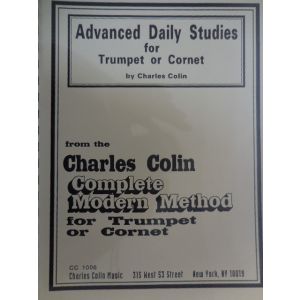 Advanced Daily Studies
for
Trumpet or Cornet
by Charles Colin
from the
Charles Colin
Complete
Modern Method
for Trumpet
or Cornet
CC 1006
Charles Colin Music 315 West 53 Street New York, NY 10019